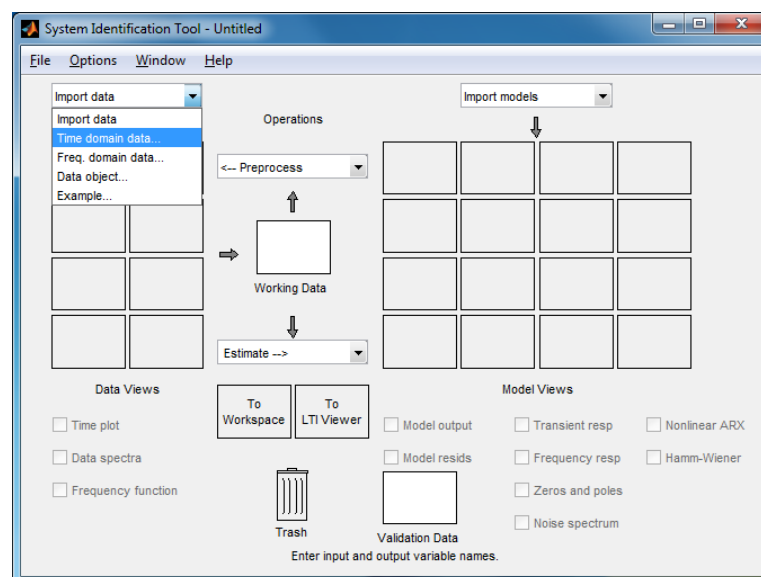 System Identification Tool - Untitled
File Options Window Help
Import data
Import data
Time domain data...
Freq. domain data...
Data object...
Example...
Operations
Import models
<-- Preprocess
Working Data
Estimate -->
Data Views
To Workspace
To LTI Viewer
Model Views
Time plot
Data spectra
Frequency function
Model output
Model resids
Transient resp
Frequency resp
Zeros and poles
Noise spectrum
Nonlinear ARX
Hamm-Wiener
Trash
Validation Data
Enter input and output variable names.